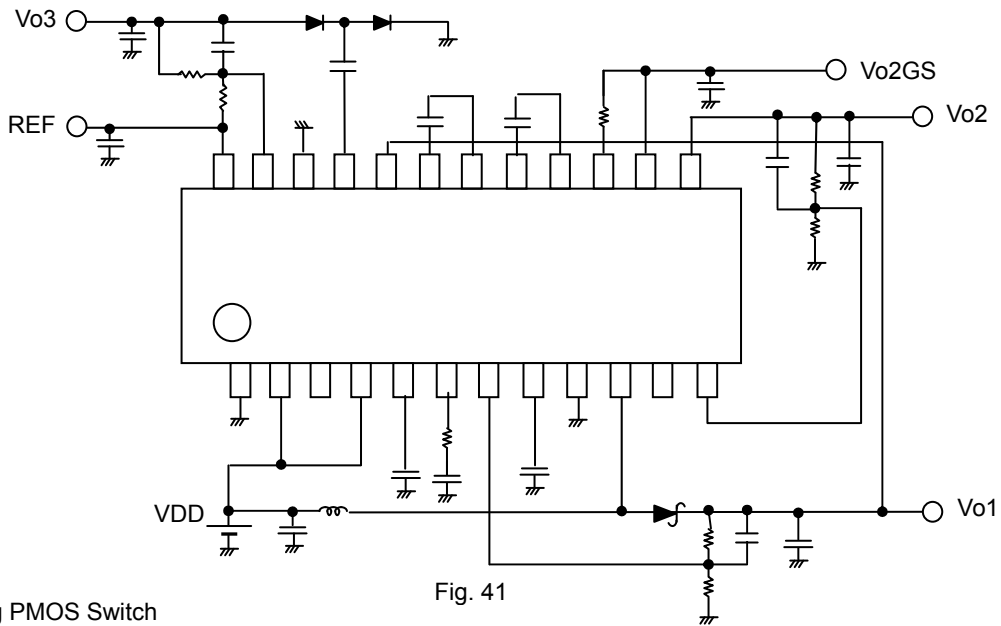 Vo3
Vo2GS
Vo2
REF
VDD
Vo1
Fig. 41
PMOS Switch